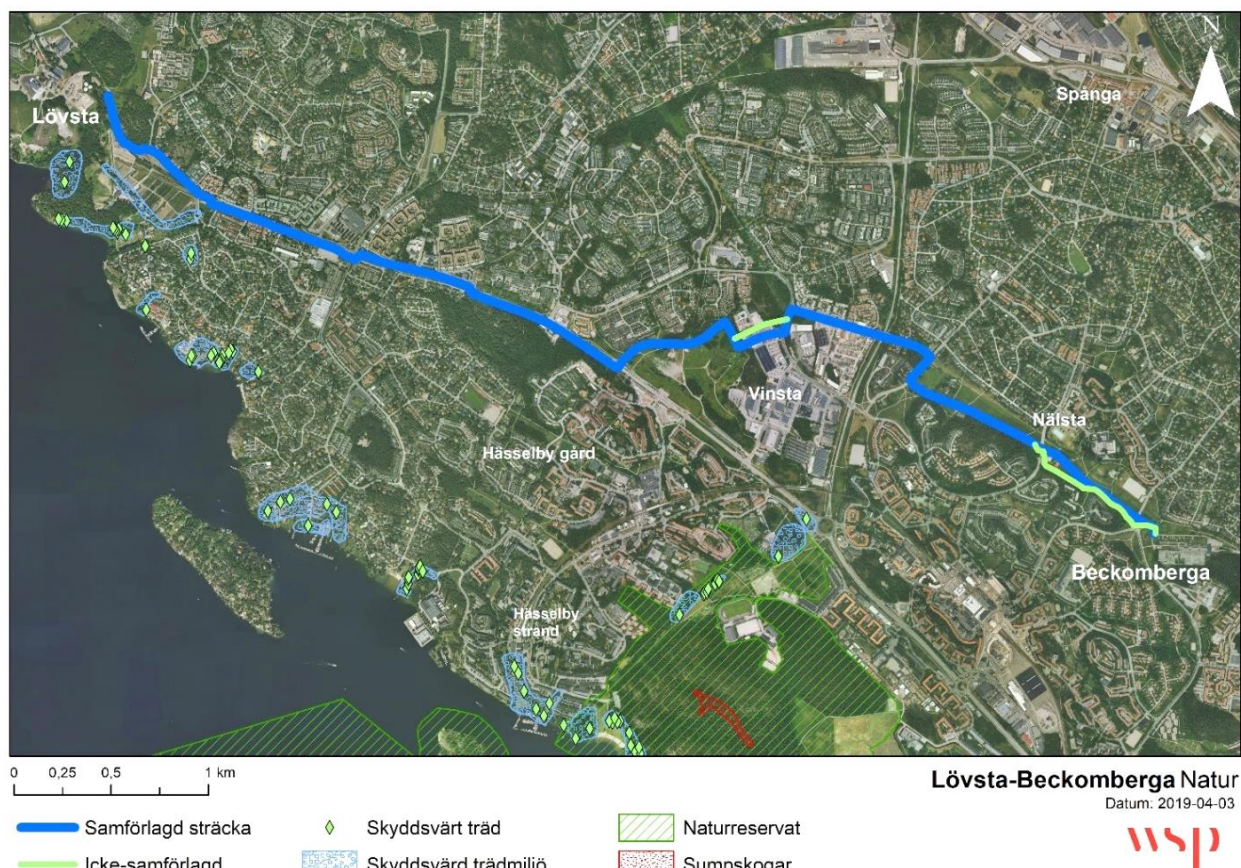 N
Spånga
Lövsta
Vinsta
Nälsta
Hässelby gård
Beckomberga
Hässelby
strand
0 0,25 0,5 1 km
Lövsta-Beckomberga Natur
Datum: 2019-04-03
Samförlagd sträcka
Skyddsvärt träd
Naturreservat
wsp
Icke-samförlagd
Skyddsvärd trädmiljö
Sumpskogar